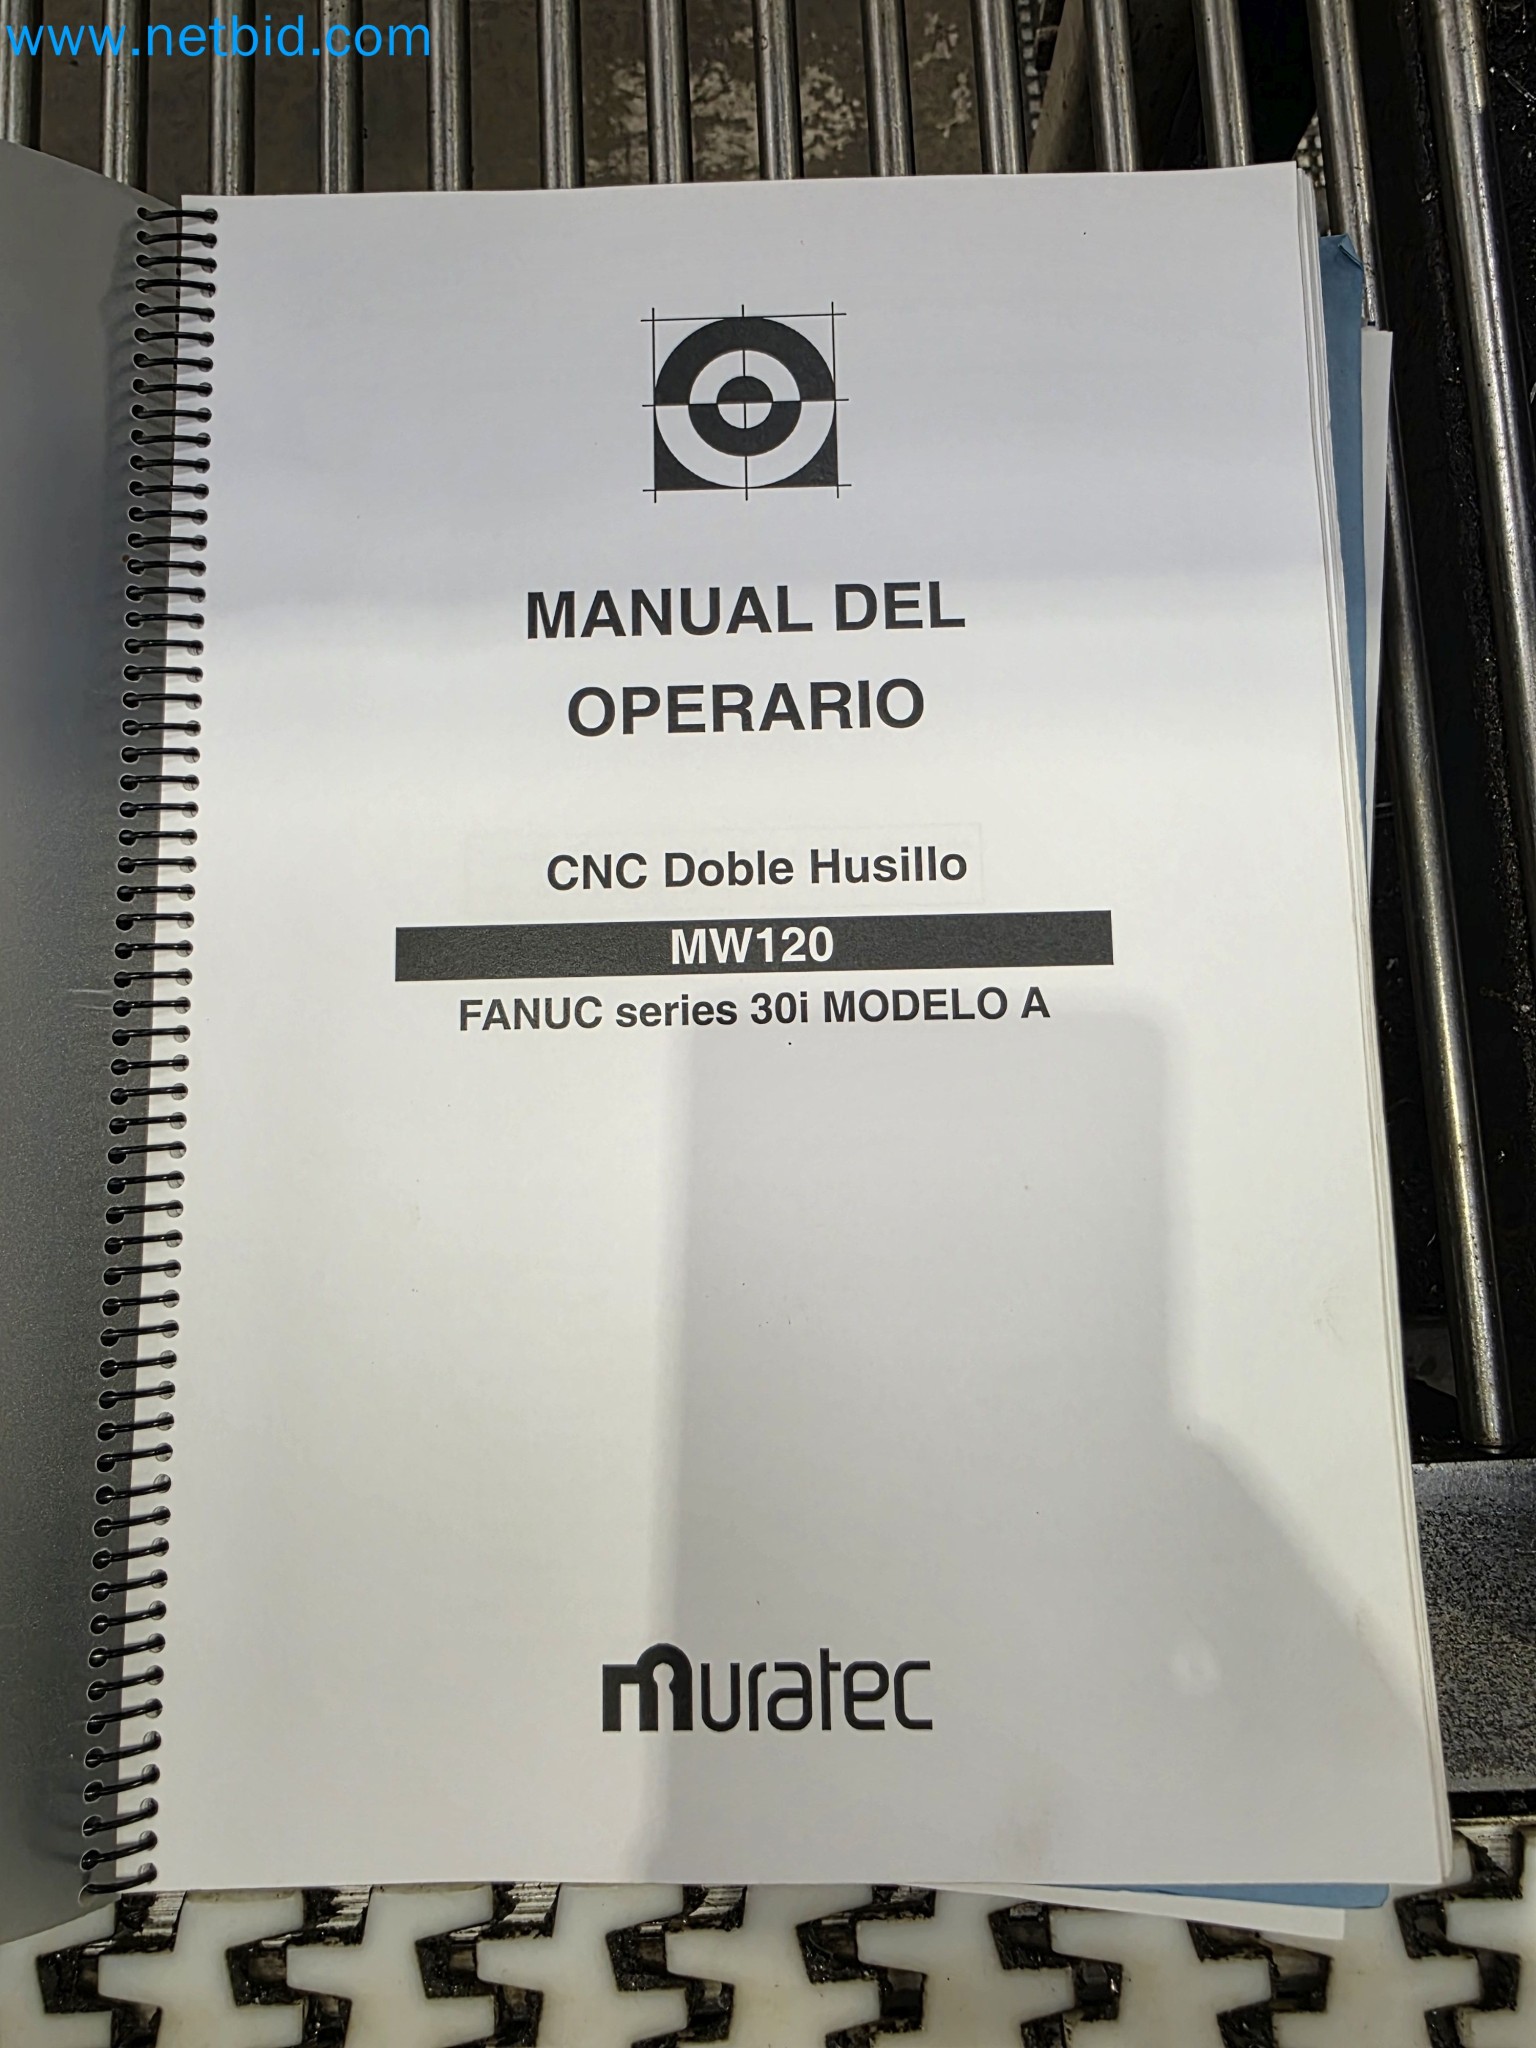 www.netbid.com
MANUAL DEL
OPERARIO
CNC Doble Husillo
MW120
FANUC series 30i MODELO A
muratec